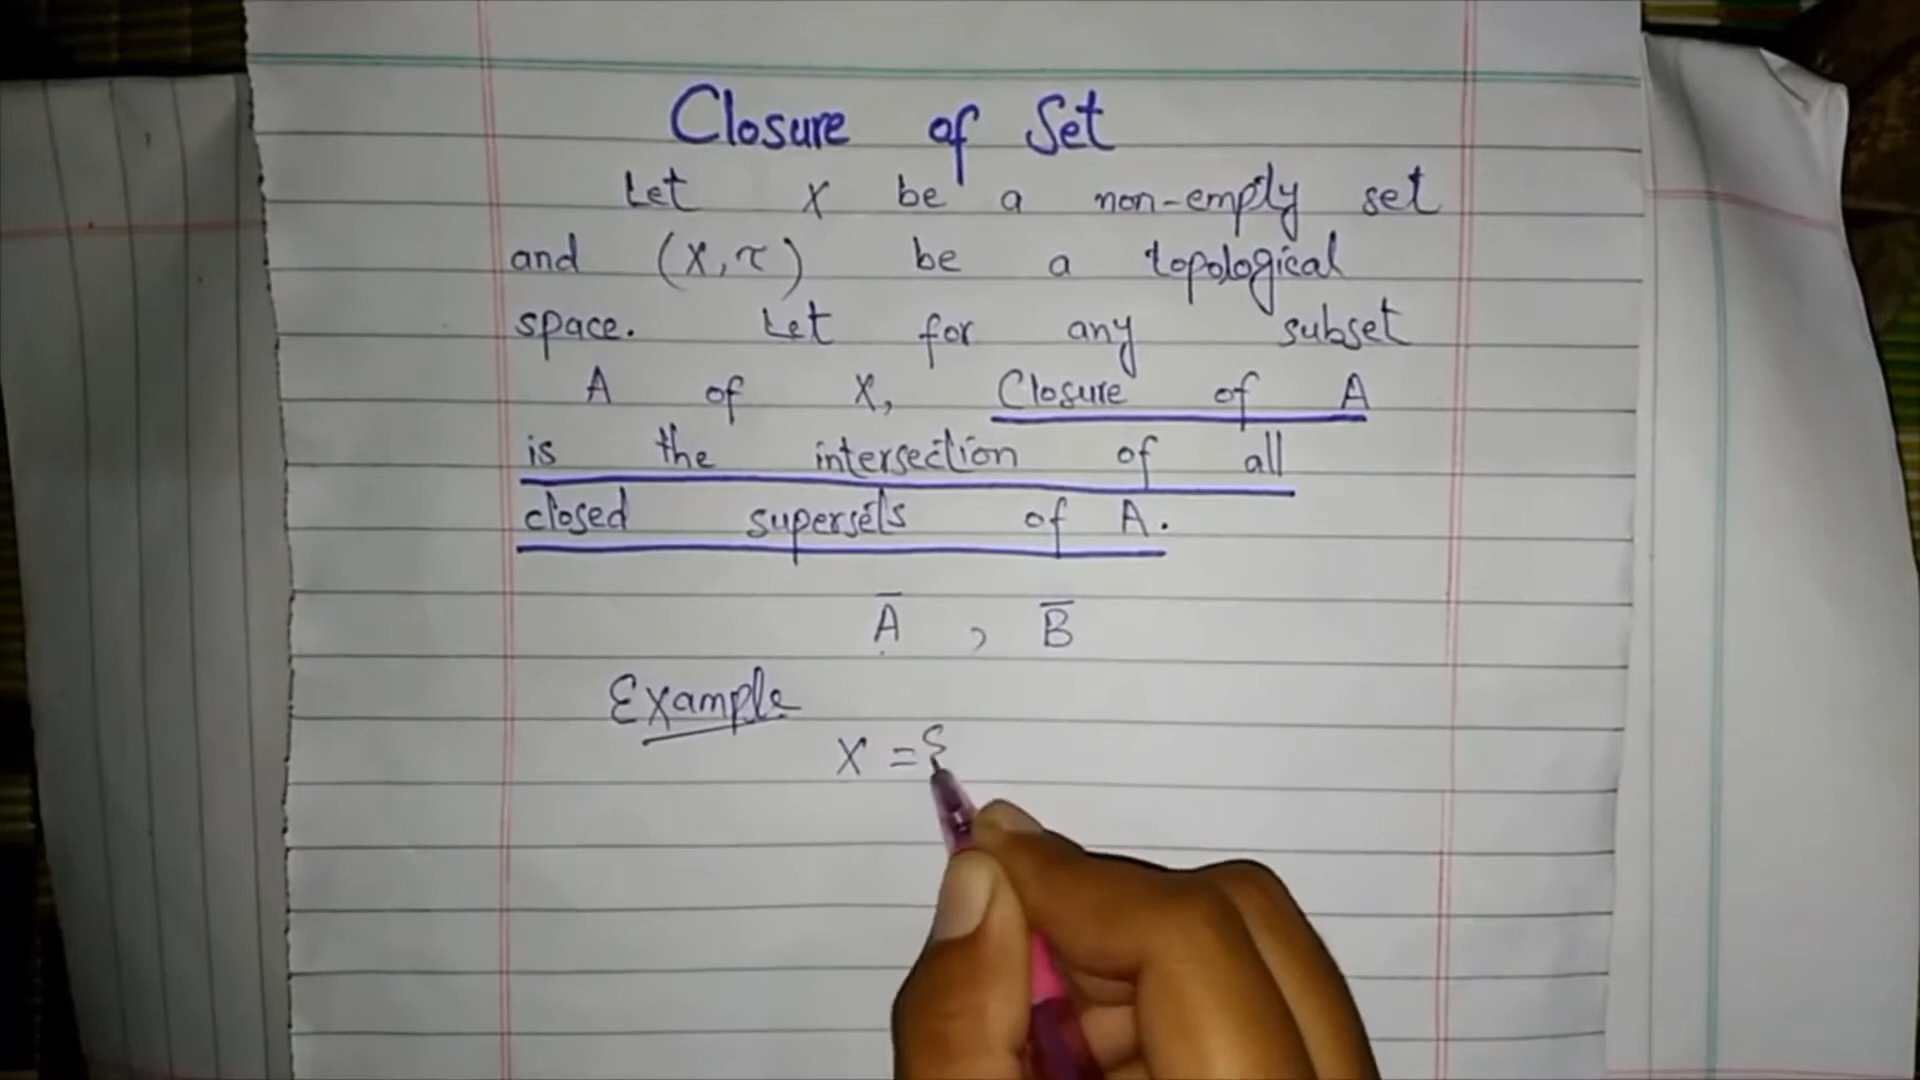 Closure of Set
Let X be a non-empty set
and (X, τ) be a topological
space. Let for any subset
A of X, Closure of A
is the intersection of all
closed supersets of A.
A̅ , B̅
Example
X = {